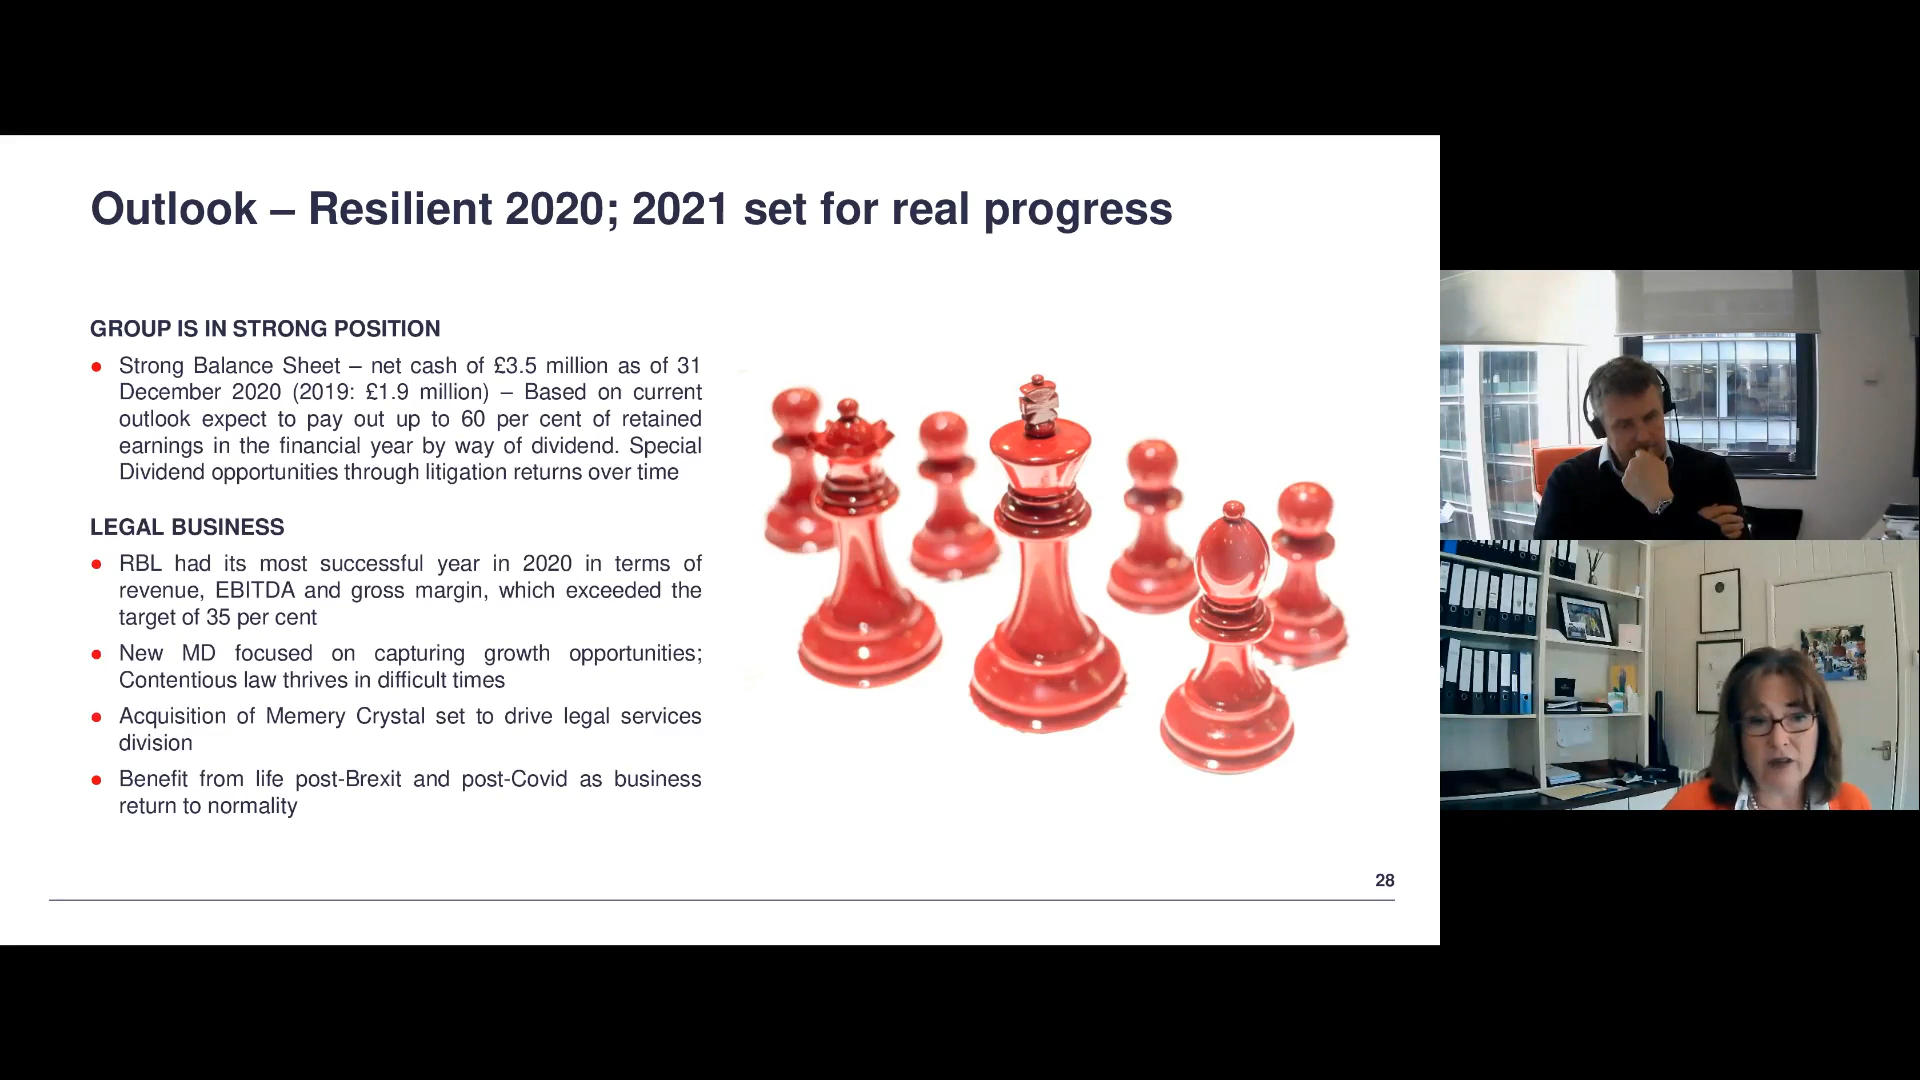 Outlook – Resilient 2020; 2021 set for real progress
GROUP IS IN STRONG POSITION
● Strong Balance Sheet – net cash of £3.5 million as of 31
December 2020 (2019: £1.9 million) – Based on current
outlook expect to pay out up to 60 per cent of retained
earnings in the financial year by way of dividend. Special
Dividend opportunities through litigation returns over time
LEGAL BUSINESS
● RBL had its most successful year in 2020 in terms of
revenue, EBITDA and gross margin, which exceeded the
target of 35 per cent
● New MD focused on capturing growth opportunities;
Contentious law thrives in difficult times
● Acquisition of Memery Crystal set to drive legal services
division
● Benefit from life post-Brexit and post-Covid as business
return to normality
28